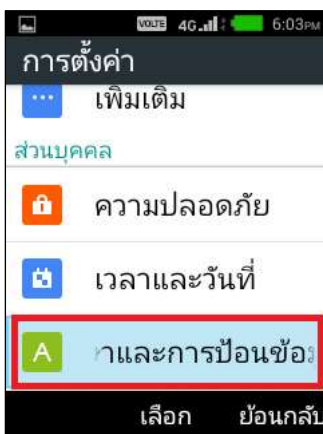 VOLTE 4G 6:03PM
การตั้งค่า
เพิ่มเติม
ส่วนบุคคล
ความปลอดภัย
เวลาและวันที่
A าและการป้อนข้อ
เลือก ย้อนกลับ